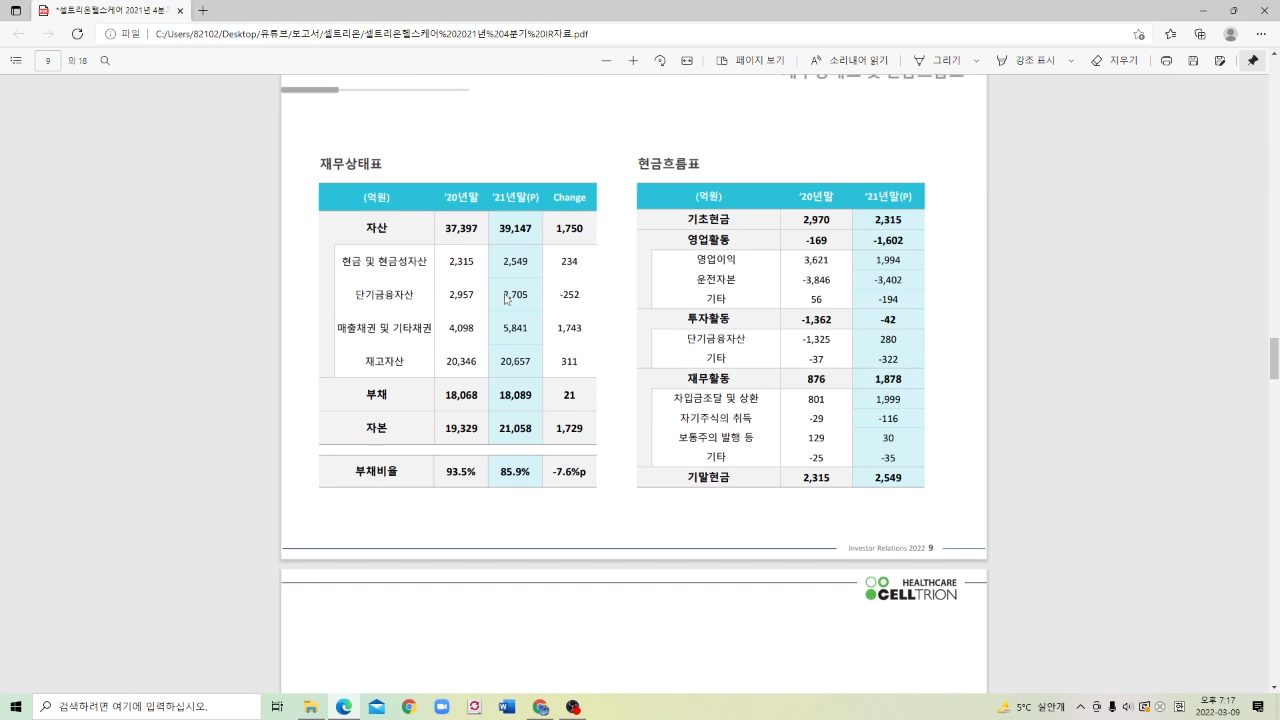 *셀트리온헬스케어 2021년 4분기
파일 C:/Users/82102/Desktop/유튜브/보고서/셀트리온/셀트리온헬스케어%202021년%204분기%20IR자료.pdf
9 의 18 페이지 보기 소리내어 읽기 그리기 강조 표시 지우기
재무상태표 및 현금흐름표
재무상태표
(억원) '20년말 '21년말(P) Change
자산 37,397 39,147 1,750
현금 및 현금성자산 2,315 2,549 234
단기금융자산 2,957 2,705 -252
매출채권 및 기타채권 4,098 5,841 1,743
재고자산 20,346 20,657 311
부채 18,068 18,089 21
자본 19,329 21,058 1,729
부채비율 93.5% 85.9% -7.6%p
현금흐름표
(억원) '20년말 '21년말(P)
기초현금 2,970 2,315
영업활동 -169 -1,602
영업이익 3,621 1,994
운전자본 -3,846 -3,402
기타 56 -194
투자활동 -1,362 -42
단기금융자산 -1,325 280
기타 -37 -322
재무활동 876 1,878
차입금조달 및 상환 801 1,999
자기주식의 취득 -29 -116
보통주의 발행 등 129 30
기타 -25 -35
기말현금 2,315 2,549
Investor Relations 2022 9
HEALTHCARE
CELLTRION
검색하려면 여기에 입력하십시오.
5°C 실안개
오후 7:17
2022-03-09